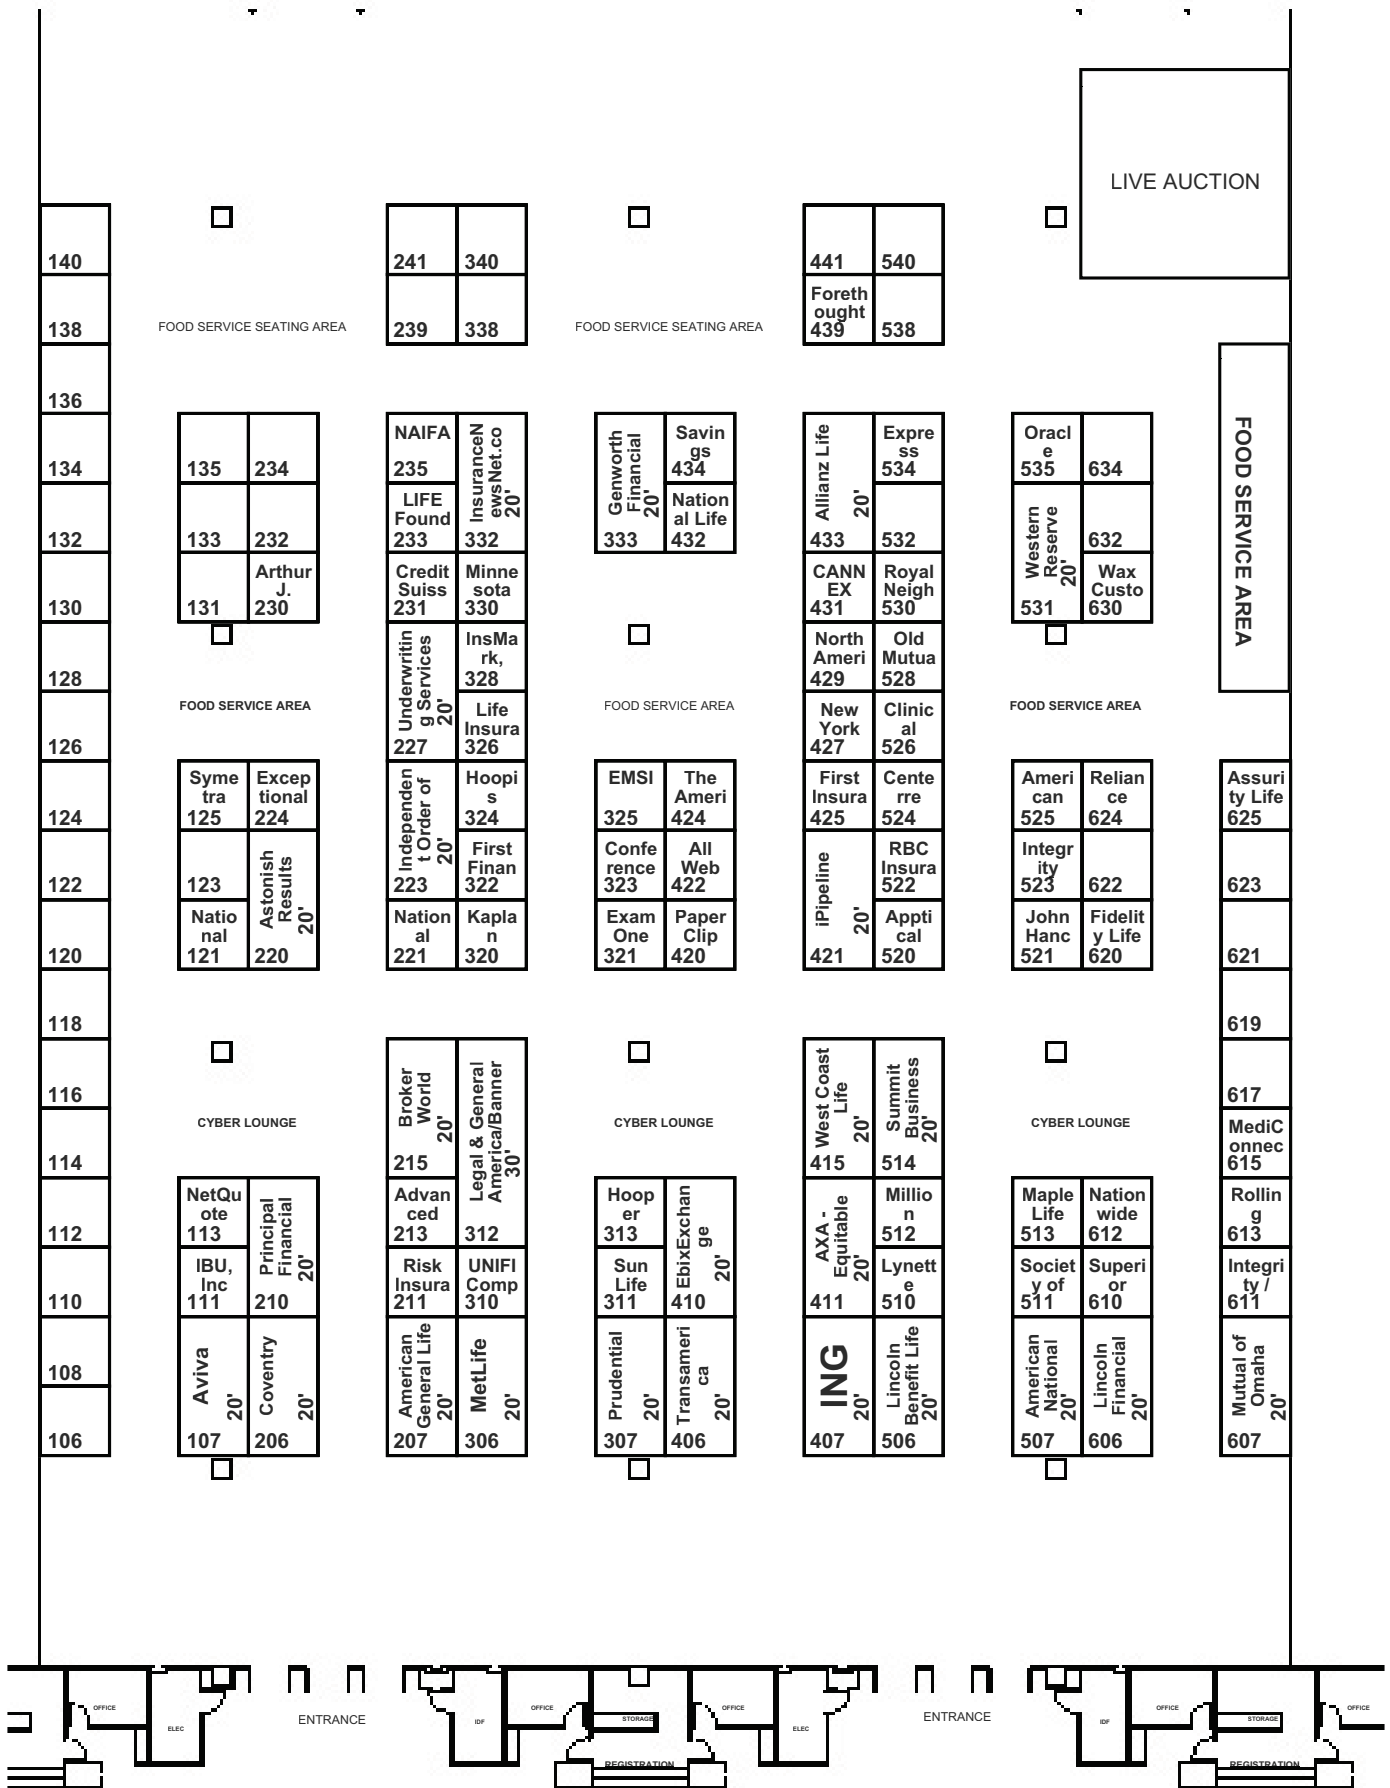 LIVE AUCTION
140
241
340
441
540
138
FOOD SERVICE SEATING AREA
239
338
FOOD SERVICE SEATING AREA
Foreth
ought
439
538
136
FOOD SERVICE AREA
134
135
234
NAIFA
235
InsuranceN
ewsNet.co
20'
332
Genworth
Financial
20'
333
Savin
gs
434
Allianz Life
20'
433
Expre
ss
534
Oracl
e
535
634
132
133
232
LIFE
Found
233
Nation
al Life
432
532
Western
Reserve
20'
531
632
130
131
Arthur
J.
230
Credit
Suiss
231
Minne
sota
330
CANN
EX
431
Royal
Neigh
530
Wax
Custo
630
128
Underwritin
g Services
20'
227
InsMa
rk,
328
North
Ameri
429
Old
Mutua
528
FOOD SERVICE AREA
FOOD SERVICE AREA
FOOD SERVICE AREA
126
Life
Insura
326
New
York
427
Clinic
al
526
124
Syme
tra
125
Excep
tional
224
Independen
t Order of
20'
223
Hoopi
s
324
EMSI
325
The
Ameri
424
First
Insura
425
Cente
rre
524
Ameri
can
525
Relian
ce
624
Assuri
ty Life
625
122
123
Astonish
Results
20'
220
First
Finan
322
Confe
rence
323
All
Web
422
iPipeline
20'
421
RBC
Insura
522
Integr
ity
523
622
623
120
Natio
nal
121
Nation
al
221
Kapla
n
320
Exam
One
321
Paper
Clip
420
Appti
cal
520
John
Hanc
521
Fidelit
y Life
620
621
118
619
116
Broker
World
20'
215
Legal & General
America/Banner
30'
312
West Coast
Life
20'
415
Summit
Business
20'
514
617
CYBER LOUNGE
CYBER LOUNGE
CYBER LOUNGE
114
MediC
onnec
615
112
NetQu
ote
113
Principal
Financial
20'
210
Advan
ced
213
Hoop
er
313
EbixExchan
ge
20'
410
AXA -
Equitable
20'
411
Millio
n
512
Maple
Life
513
Nation
wide
612
Rollin
g
613
110
IBU,
Inc
111
Risk
Insura
211
UNIFI
Comp
310
Sun
Life
311
Lynett
e
510
Societ
y of
511
Superi
or
610
Integri
ty /
611
108
Aviva
20'
107
Coventry
20'
206
American
General Life
20'
207
MetLife
20'
306
Prudential
20'
307
Transameri
ca
20'
406
ING
20'
407
Lincoln
Benefit Life
20'
506
American
National
20'
507
Lincoln
Financial
20'
606
Mutual of
Omaha
20'
607
106
OFFICE
ELEC
ENTRANCE
IDF
OFFICE
STORAGE
REGISTRATION
OFFICE
ELEC
ENTRANCE
IDF
OFFICE
STORAGE
REGISTRATION
OFFICE